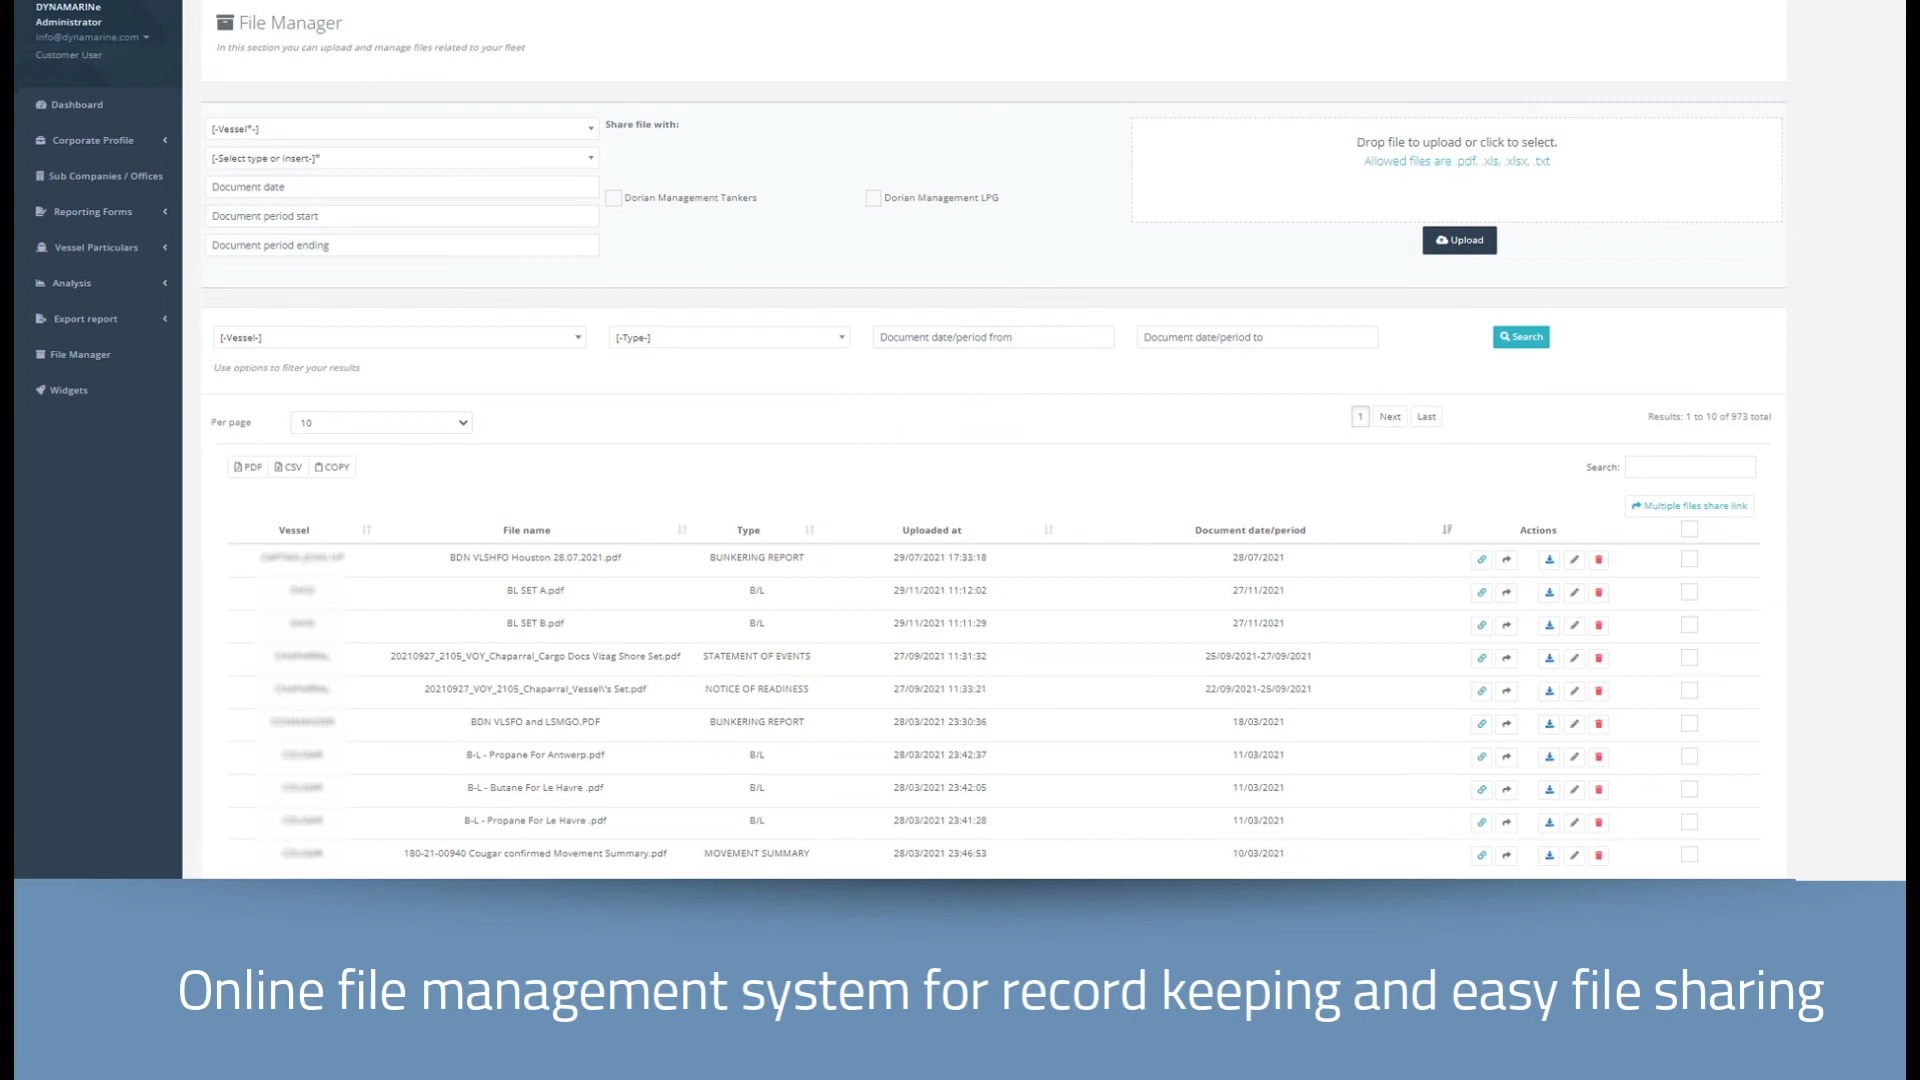 DYNAMARINe
Administrator
info@dynamarine.com
Customer User
Dashboard
Corporate Profile
Sub Companies / Offices
Reporting Forms
Vessel Particulars
Analysis
Export report
File Manager
Widgets
File Manager
In this section you can upload and manage files related to your fleet
[-Vessel*-]
[-Select type or insert-]*
Document date
Document period start
Document period ending
Share file with:
Dorian Management Tankers
Dorian Management LPG
Drop file to upload or click to select.
Allowed files are .pdf, .xls, .xlsx, .txt
Upload
[-Vessel-] [-Type-] Document date/period from Document date/period to Search
Use options to filter your results
Per page 10 1 Next Last Results: 1 to 10 of 973 total
PDF CSV COPY Search:
Multiple files share link
Vessel File name Type Uploaded at Document date/period Actions
BDN VLSHFO Houston 28.07.2021.pdf BUNKERING REPORT 29/07/2021 17:33:18 28/07/2021
BL SET A.pdf B/L 29/11/2021 11:12:02 27/11/2021
BL SET B.pdf B/L 29/11/2021 11:11:29 27/11/2021
20210927_2105_VOY_Chaparral_Cargo Docs Vizag Shore Set.pdf STATEMENT OF EVENTS 27/09/2021 11:31:32 25/09/2021-27/09/2021
20210927_VOY_2105_Chaparral_Vessel\'s Set.pdf NOTICE OF READINESS 27/09/2021 11:33:21 22/09/2021-25/09/2021
BDN VLSFO and LSMGO.PDF BUNKERING REPORT 28/03/2021 23:30:36 18/03/2021
B-L - Propane For Antwerp.pdf B/L 28/03/2021 23:42:37 11/03/2021
B-L - Butane For Le Havre .pdf B/L 28/03/2021 23:42:05 11/03/2021
B-L - Propane For Le Havre .pdf B/L 28/03/2021 23:41:28 11/03/2021
180-21-00940 Cougar confirmed Movement Summary.pdf MOVEMENT SUMMARY 28/03/2021 23:46:53 10/03/2021
Online file management system for record keeping and easy file sharing